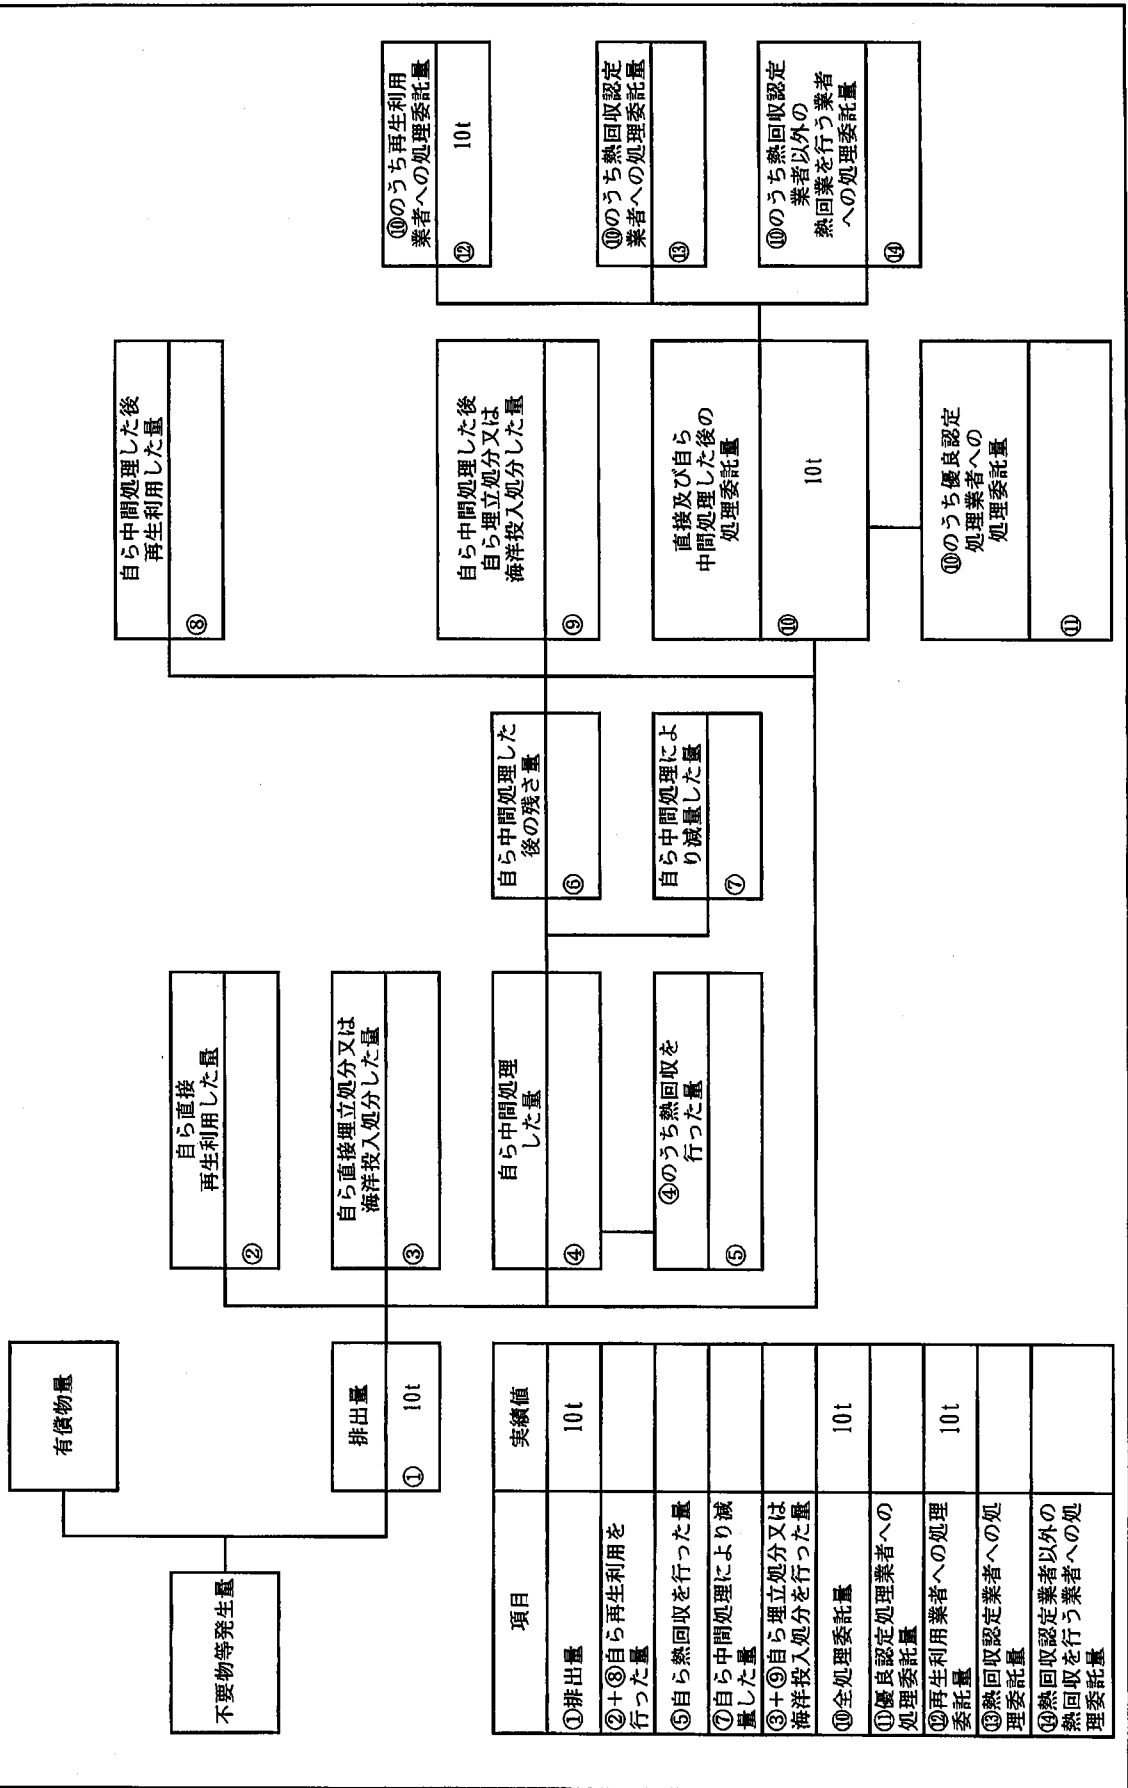 不要物等発生量
有償物量
排出量
① 10t
自ら直接
再生利用した量
②
自ら直接埋立処分又は
海洋投入処分した量
③
自ら中間処理
した量
④
④のうち熱回収を
行った量
⑤
自ら中間処理した
後の残さ量
⑥
自ら中間処理によ
り減量した量
⑦
自ら中間処理した後
再生利用した量
⑧
自ら中間処理した後
自ら埋立処分又は
海洋投入処分した量
⑨
直接及び自ら
中間処理した後の
処理委託量
⑩ 10t
⑩のうち優良認定
処理業者への
処理委託量
⑪
⑩のうち再生利用
業者への処理委託量
⑫ 10t
⑩のうち熱回収認定
業者への処理委託量
⑬
⑩のうち熱回収認定
業者以外の
熱回業を行う業者
への処理委託量
⑭
項目 実績値
①排出量 10t
②+⑧自ら再生利用を
行った量
⑤自ら熱回収を行った量
⑦自ら中間処理により減
量した量
③+⑨自ら埋立処分又は
海洋投入処分を行った量
⑩全処理委託量 10t
⑪優良認定処理業者への
処理委託量
⑫再生利用業者への処理
委託量 10t
⑬熱回収認定業者への処
理委託量
⑭熱回収認定業者以外の
熱回収を行う業者への処
理委託量